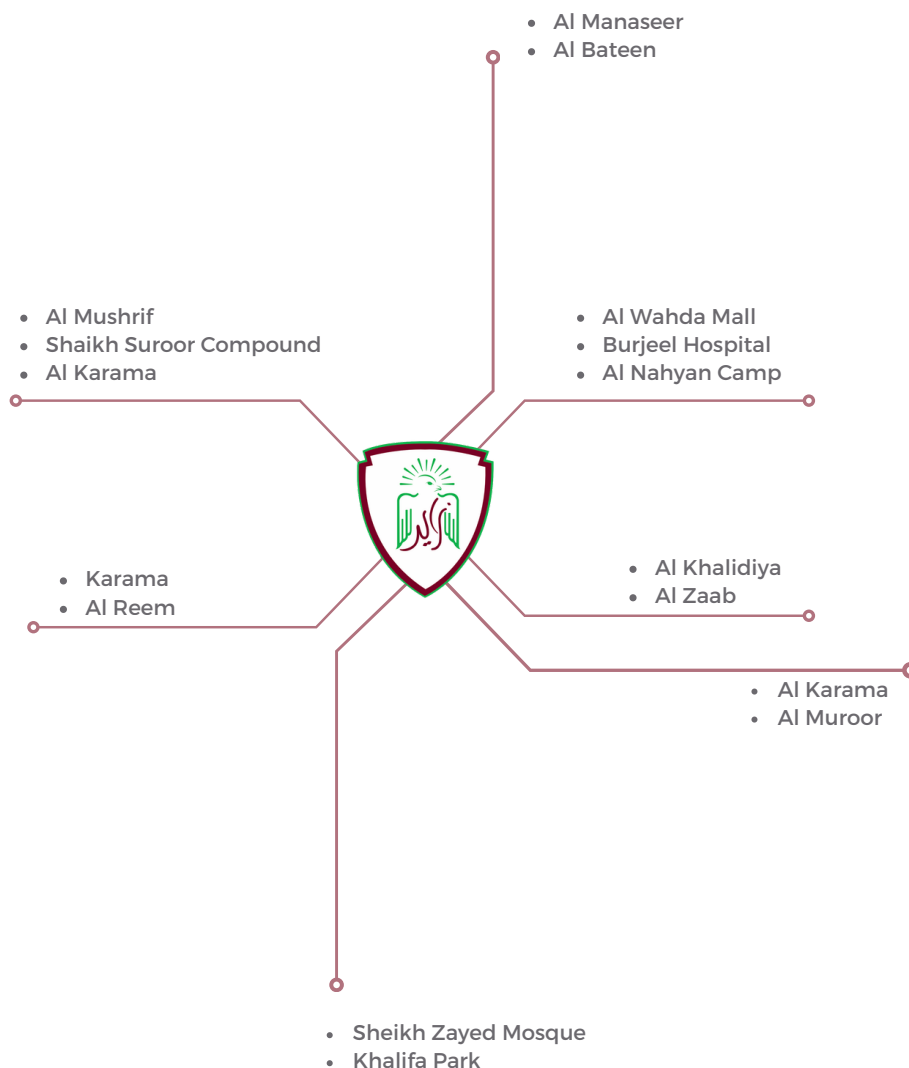 • Al Manaseer
• Al Bateen
• Al Mushrif
• Shaikh Suroor Compound
• Al Karama
• Al Wahda Mall
• Burjeel Hospital
• Al Nahyan Camp
زايد
• Karama
• Al Reem
• Al Khalidiya
• Al Zaab
• Al Karama
• Al Muroor
• Sheikh Zayed Mosque
• Khalifa Park